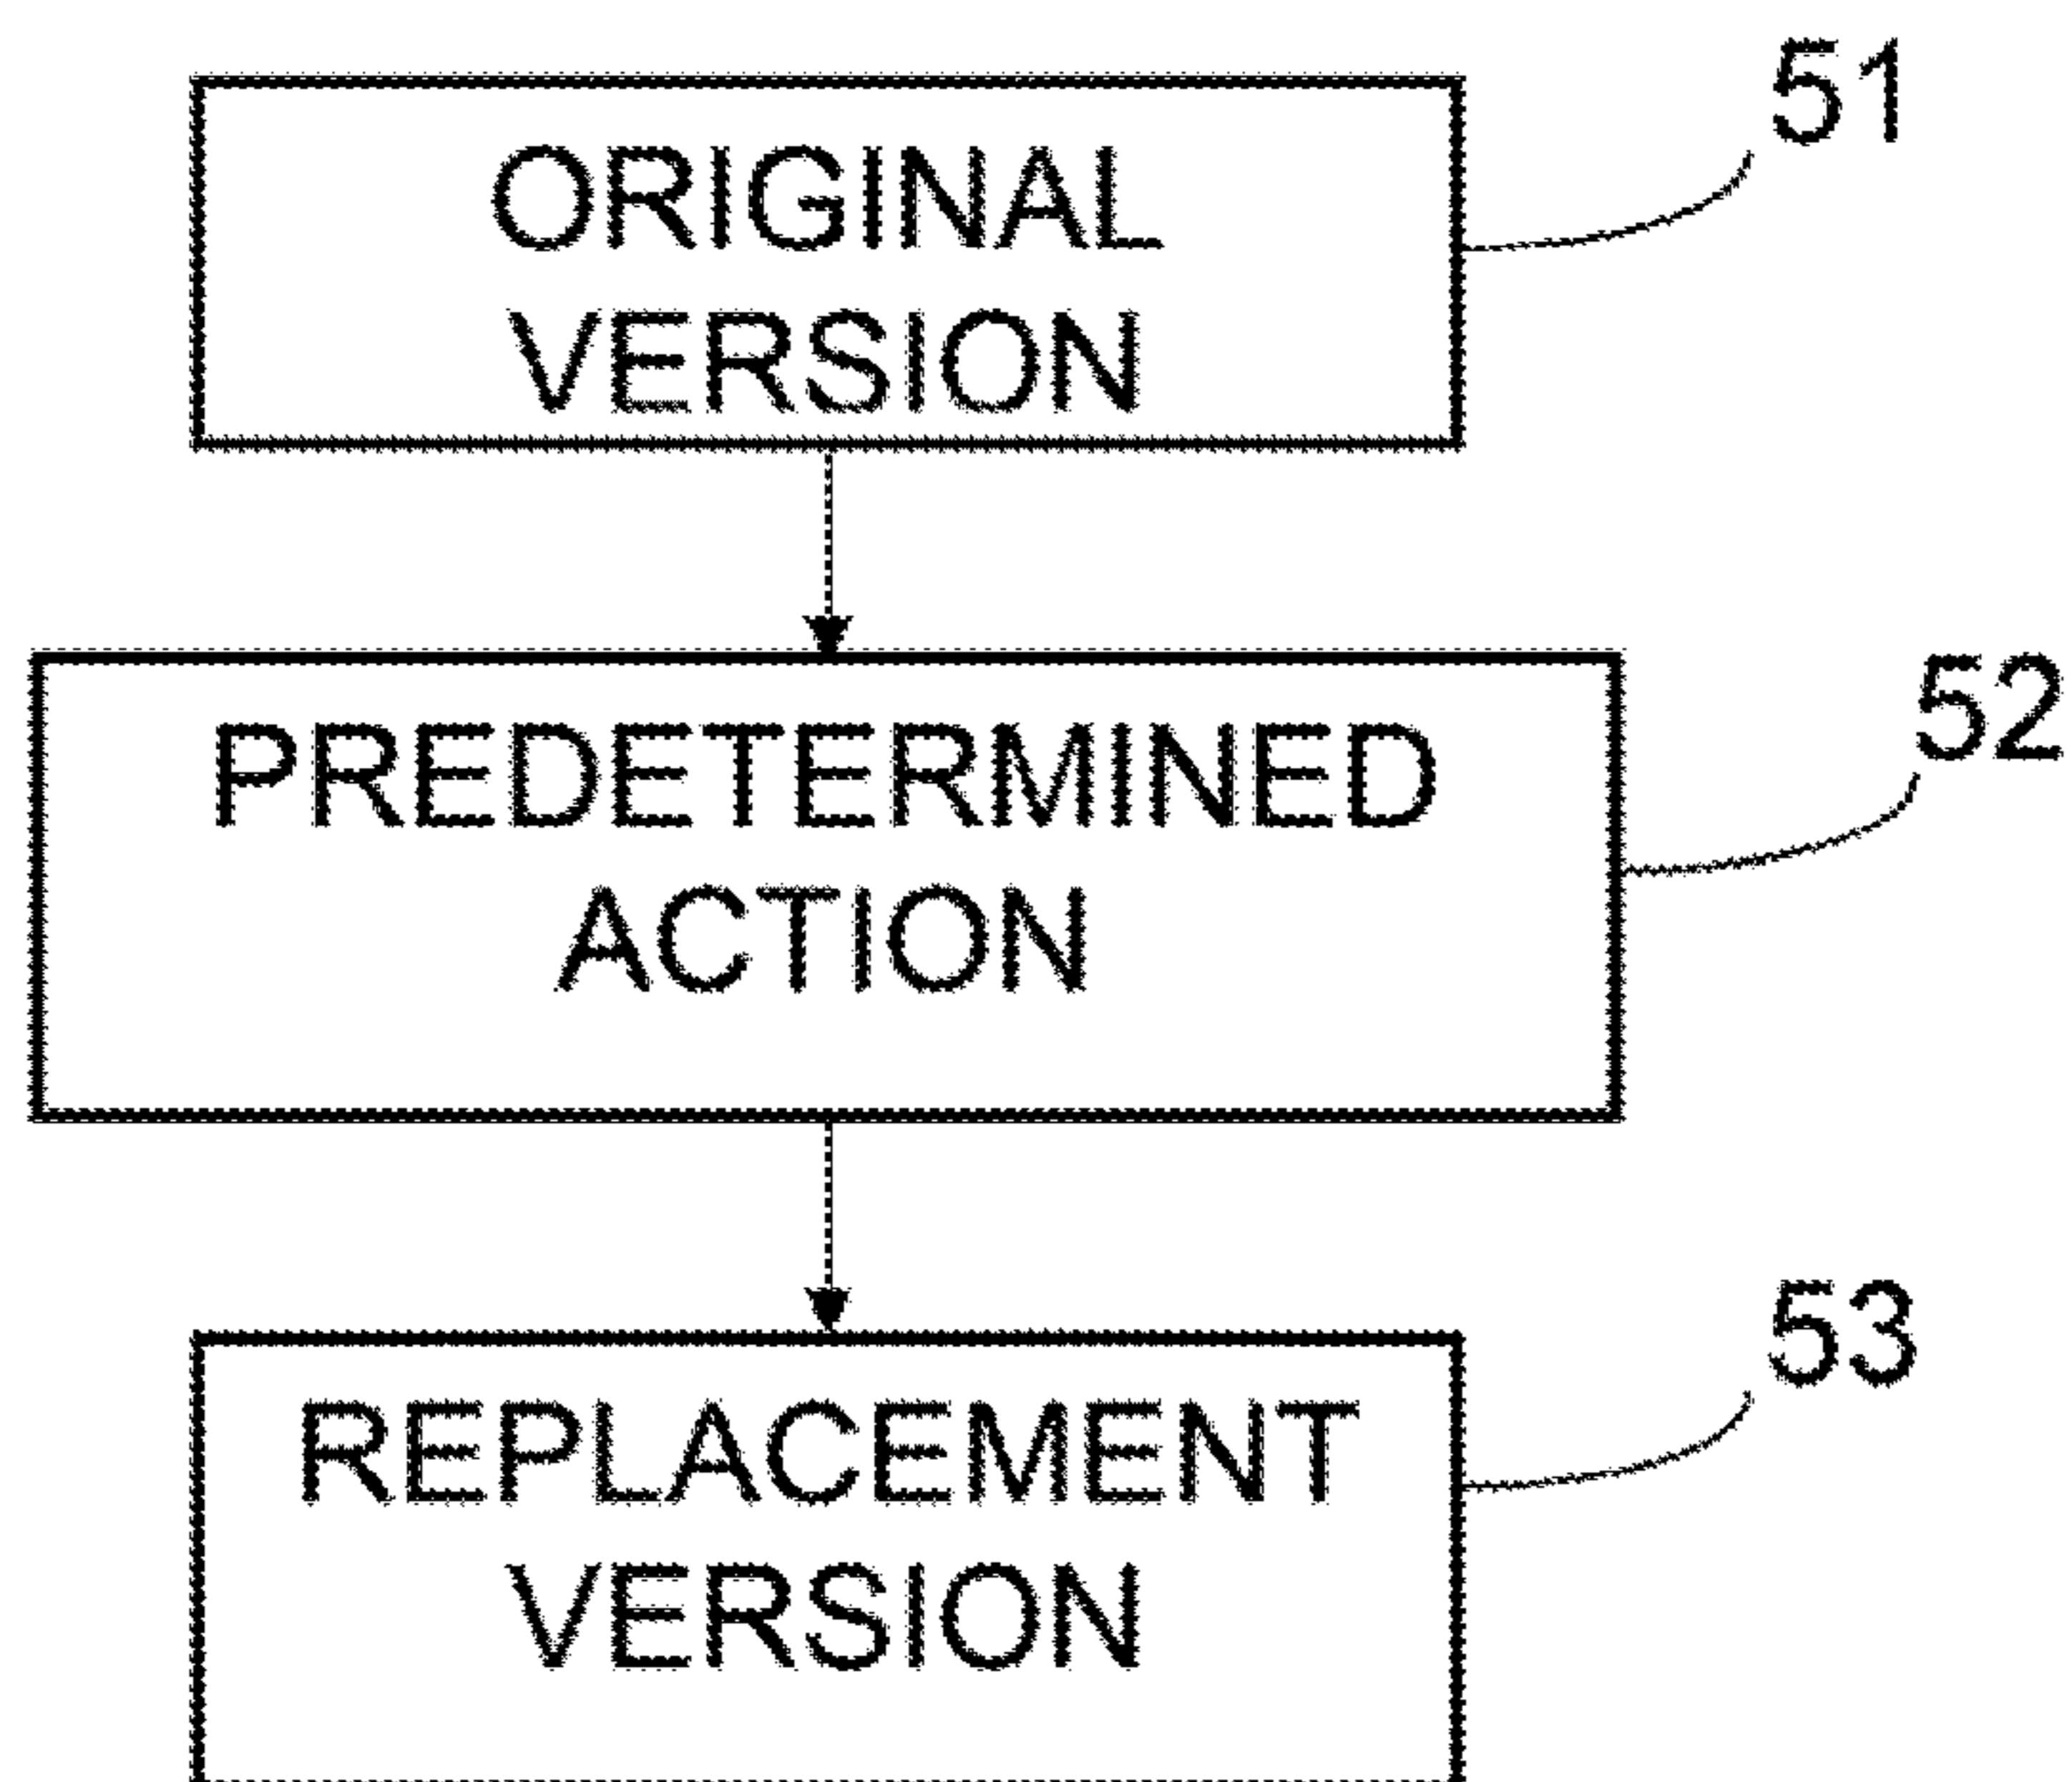 51
ORIGINAL
VERSION
52
PREDETERMINED
ACTION
53
REPLACEMENT
VERSION